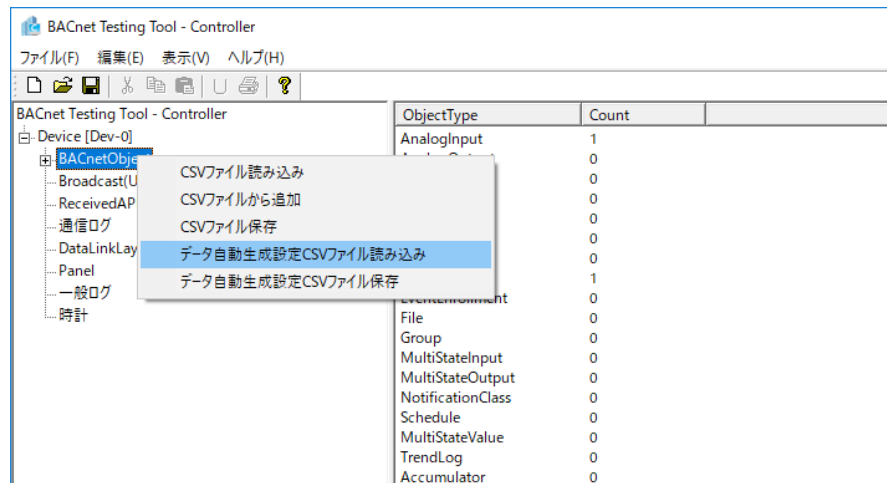 BACnet Testing Tool - Controller
ファイル(F) 編集(E) 表示(V) ヘルプ(H)
BACnet Testing Tool - Controller
Device [Dev-0]
BACnetObject
Broadcast(U
ReceivedAP
通信ログ
DataLinkLay
Panel
一般ログ
時計
CSVファイル読み込み
CSVファイルから追加
CSVファイル保存
データ自動生成設定CSVファイル読み込み
データ自動生成設定CSVファイル保存
ObjectType Count
AnalogInput 1
AnalogOutput 0
0
0
0
0
0
1
EventEnrollment 0
File 0
Group 0
MultiStateInput 0
MultiStateOutput 0
NotificationClass 0
Schedule 0
MultiStateValue 0
TrendLog 0
Accumulator 0